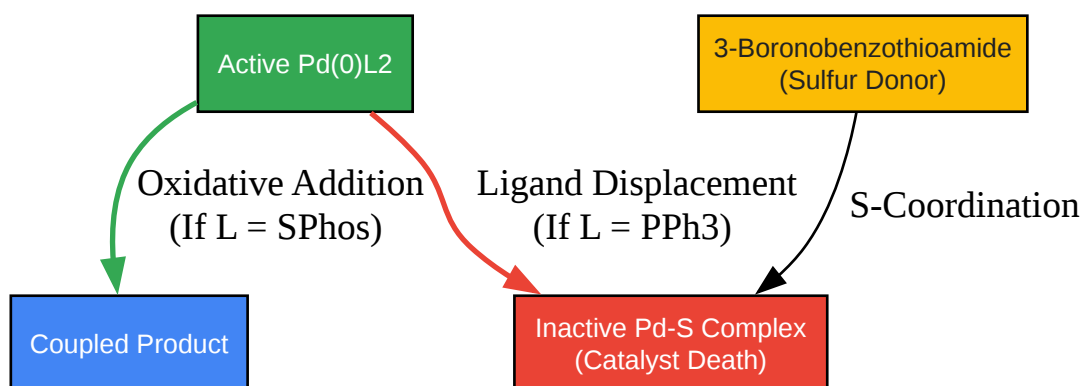 Active Pd(0)L2
3-Boronobenzothioamide
(Sulfur Donor)
Oxidative Addition
(If L = SPhos)
Ligand Displacement
(If L = PPh3)
S-Coordination
Coupled Product
Inactive Pd-S Complex
(Catalyst Death)